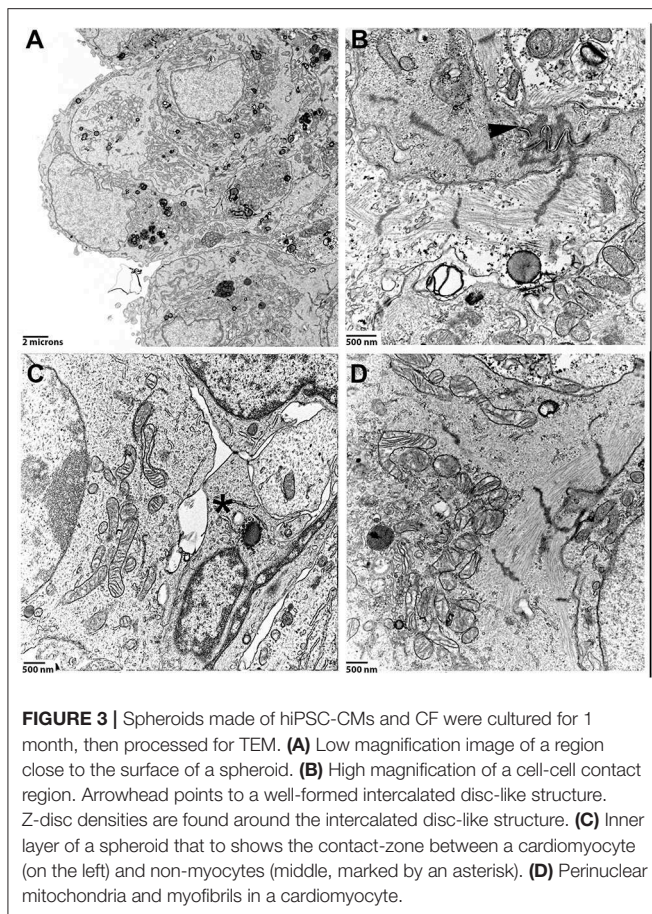 A
B
2 microns
500 nm
C
D
*
500 nm
500 nm
FIGURE 3 | Spheroids made of hiPSC-CMs and CF were cultured for 1
month, then processed for TEM. (A) Low magnification image of a region
close to the surface of a spheroid. (B) High magnification of a cell-cell contact
region. Arrowhead points to a well-formed intercalated disc-like structure.
Z-disc densities are found around the intercalated disc-like structure. (C) Inner
layer of a spheroid that to shows the contact-zone between a cardiomyocyte
(on the left) and non-myocytes (middle, marked by an asterisk). (D) Perinuclear
mitochondria and myofibrils in a cardiomyocyte.